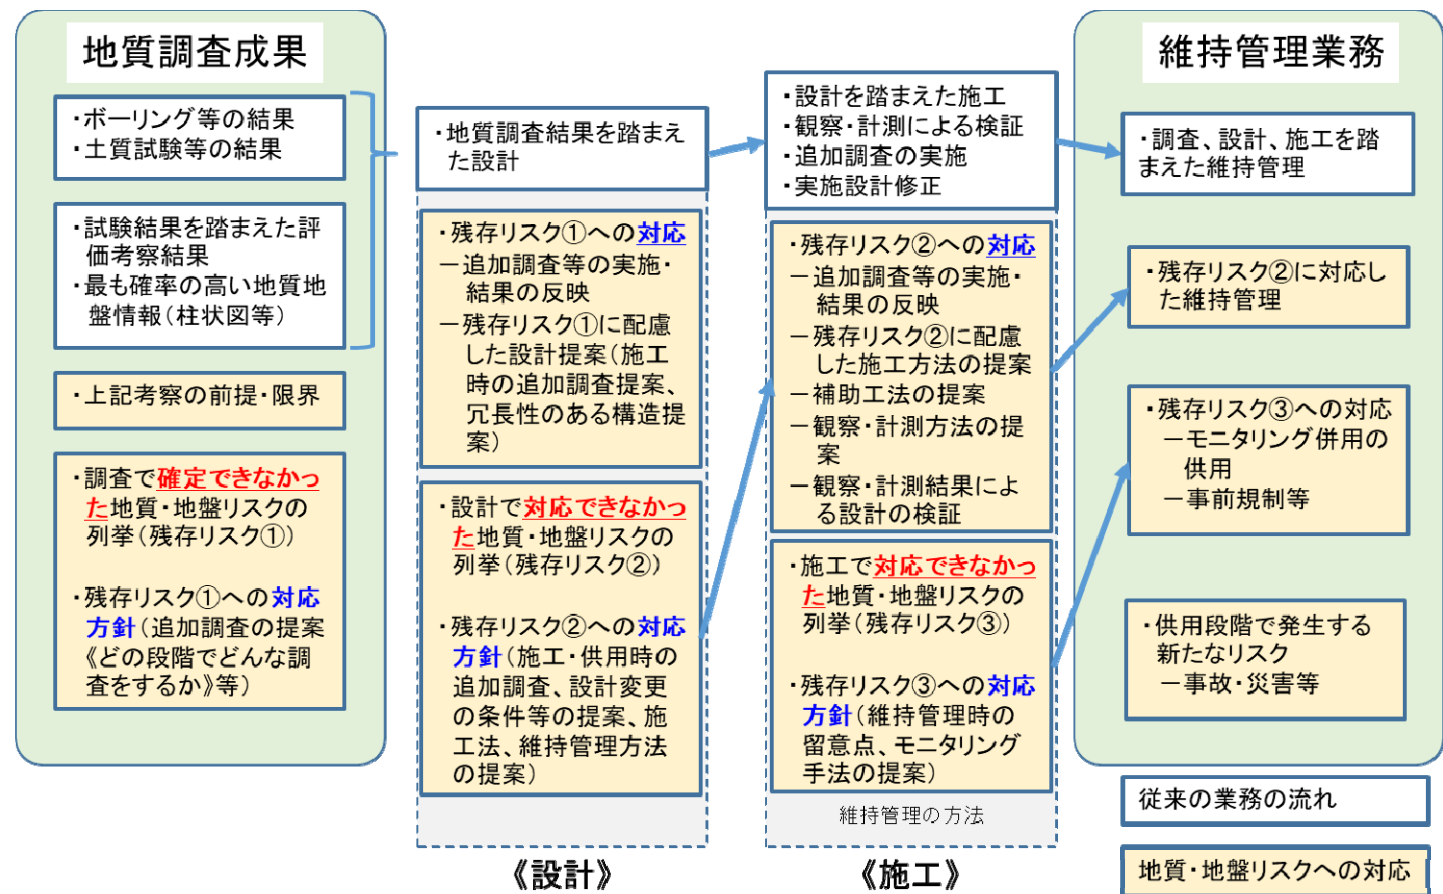 地質調査成果
・ボーリング等の結果
・土質試験等の結果
・試験結果を踏まえた評
価考察結果
・最も確率の高い地質地
盤情報（柱状図等）
・上記考察の前提・限界
・調査で確定できなかっ
た地質・地盤リスクの
列挙（残存リスク①）
・残存リスク①への対応
方針（追加調査の提案
《どの段階でどんな調
査をするか》等）
・地質調査結果を踏まえ
た設計
・残存リスク①への対応
－追加調査等の実施・
結果の反映
－残存リスク①に配慮
した設計提案（施工
時の追加調査提案、
冗長性のある構造提
案）
・設計で対応できなかっ
た地質・地盤リスクの
列挙（残存リスク②）
・残存リスク②への対応
方針（施工・供用時の
追加調査、設計変更
の条件等の提案、施
工法、維持管理方法
の提案）
《設計》
・設計を踏まえた施工
・観察・計測による検証
・追加調査の実施
・実施設計修正
・残存リスク②への対応
－追加調査等の実施・
結果の反映
－残存リスク②に配慮
した施工方法の提案
－補助工法の提案
－観察・計測方法の提
案
－観察・計測結果によ
る設計の検証
・施工で対応できなかっ
た地質・地盤リスクの
列挙（残存リスク③）
・残存リスク③への対応
方針（維持管理時の
留意点、モニタリング
手法の提案）
維持管理の方法
《施工》
維持管理業務
・調査、設計、施工を踏
まえた維持管理
・残存リスク②に対応し
た維持管理
・残存リスク③への対応
－モニタリング併用の
供用
－事前規制等
・供用段階で発生する
新たなリスク
－事故・災害等
従来の業務の流れ
地質・地盤リスクへの対応